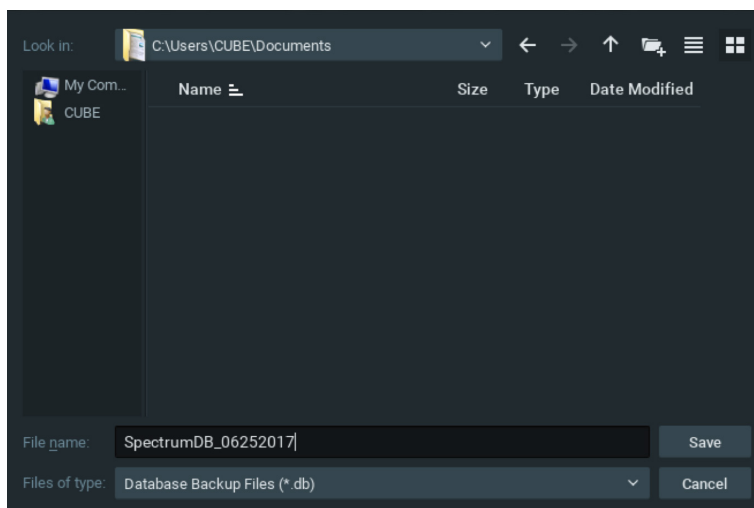 Look in: C:\Users\CUBE\Documents
My Com...
CUBE
Name Size Type Date Modified
File name: SpectrumDB_06252017 Save
Files of type: Database Backup Files (*.db) Cancel